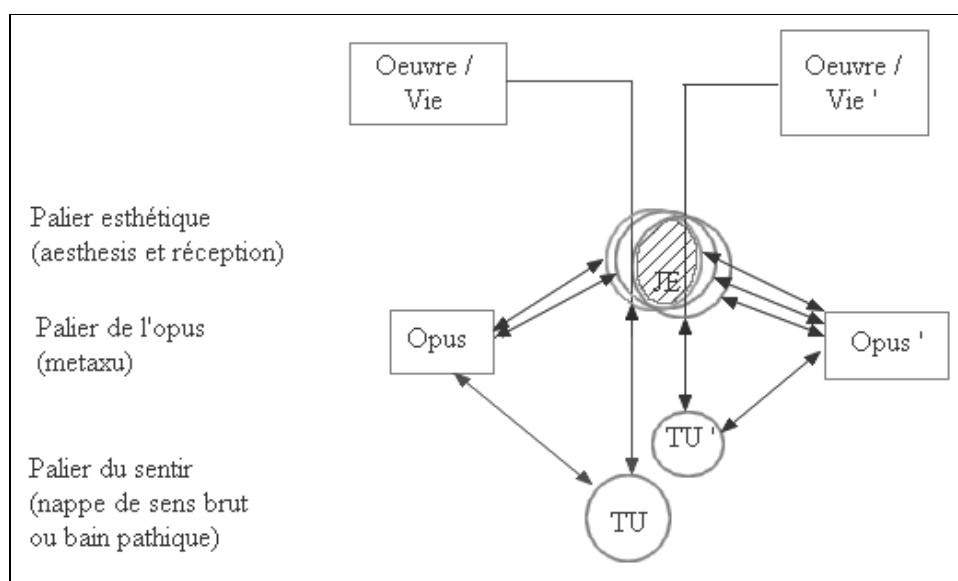 Oeuvre /
Vie
Oeuvre /
Vie '
Palier esthétique
(aesthesis et réception)
JE
Palier de l'opus
(metaxu)
Opus
Opus '
TU '
Palier du sentir
(nappe de sens brut
ou bain pathique)
TU